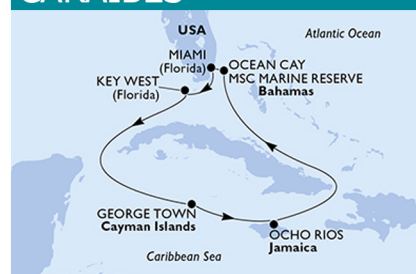 USA
Atlantic Ocean
MIAMI
(Florida)
OCEAN CAY
MSC MARINE RESERVE
Bahamas
KEY WEST
(Florida)
GEORGE TOWN
Cayman Islands
OCHO RIOS
Jamaica
Caribbean Sea